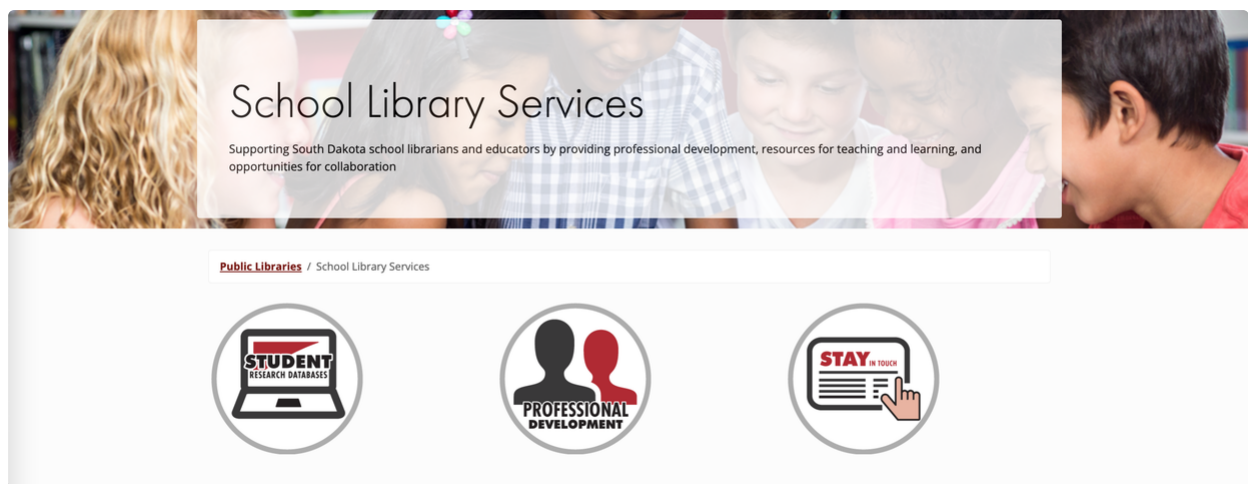 School Library Services
Supporting South Dakota school librarians and educators by providing professional development, resources for teaching and learning, and
opportunities for collaboration
Public Libraries / School Library Services
STUDENT
RESEARCH DATABASES
PROFESSIONAL
DEVELOPMENT
STAY IN TOUCH